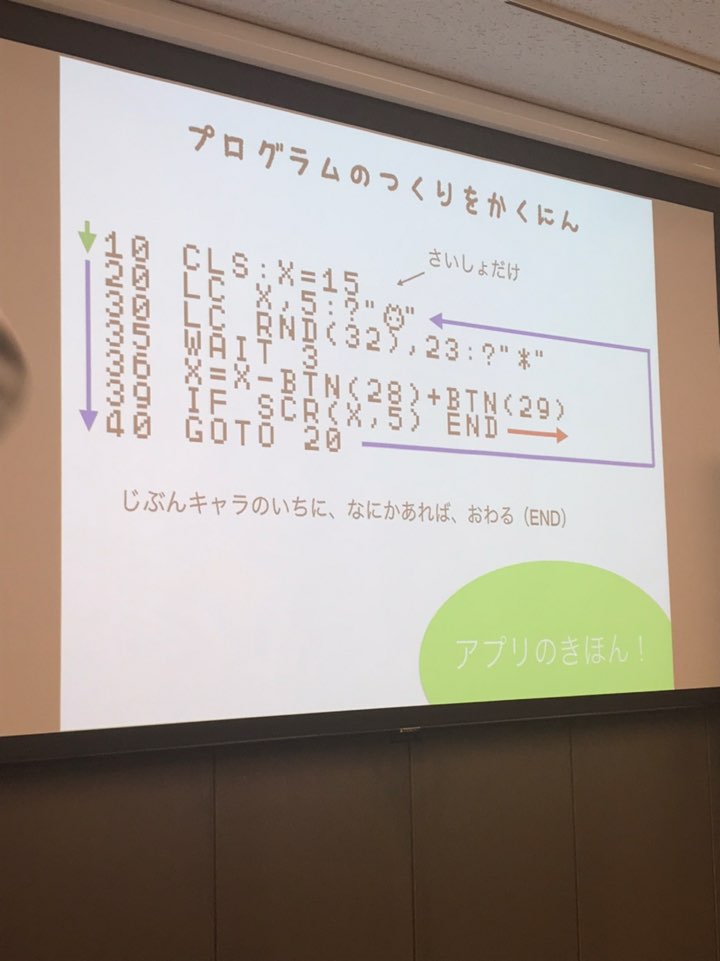 プログラムのつくりをかくにん
10 CLS:X=15
さいしょだけ
20 LC X,5:?"☺"
30 LC RND(32),23:?"*"
35 WAIT 3
36 X=X-BTN(28)+BTN(29)
39 IF SCR(X,5) END
40 GOTO 20
じぶんキャラのいちに、なにかあれば、おわる（END）
アプリのきほん！